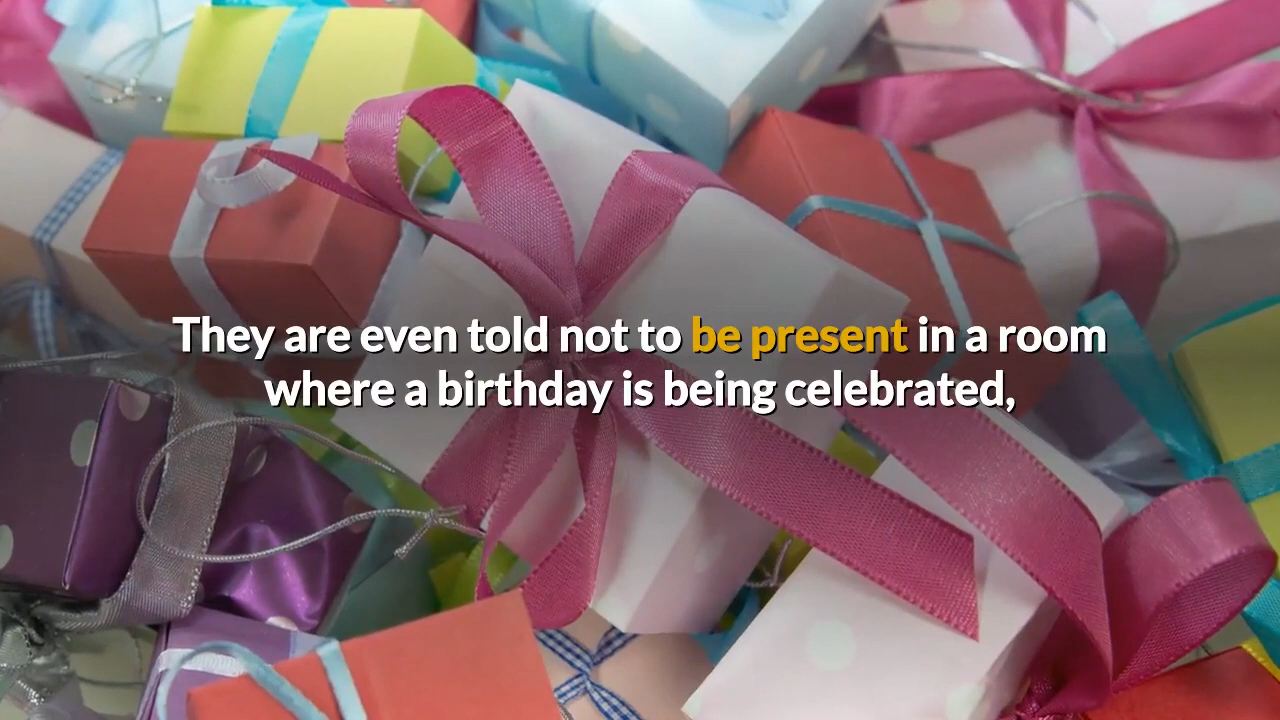 They are even told not to be present in a room
where a birthday is being celebrated,